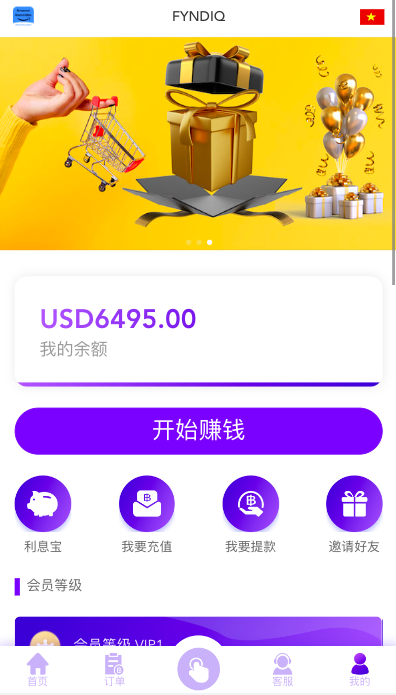 FYNDIQ
USD6495.00
我的余额
开始赚钱
利息宝
我要充值
我要提款
邀请好友
会员等级
会员等级 VIP1
首页
订单
客服
我的